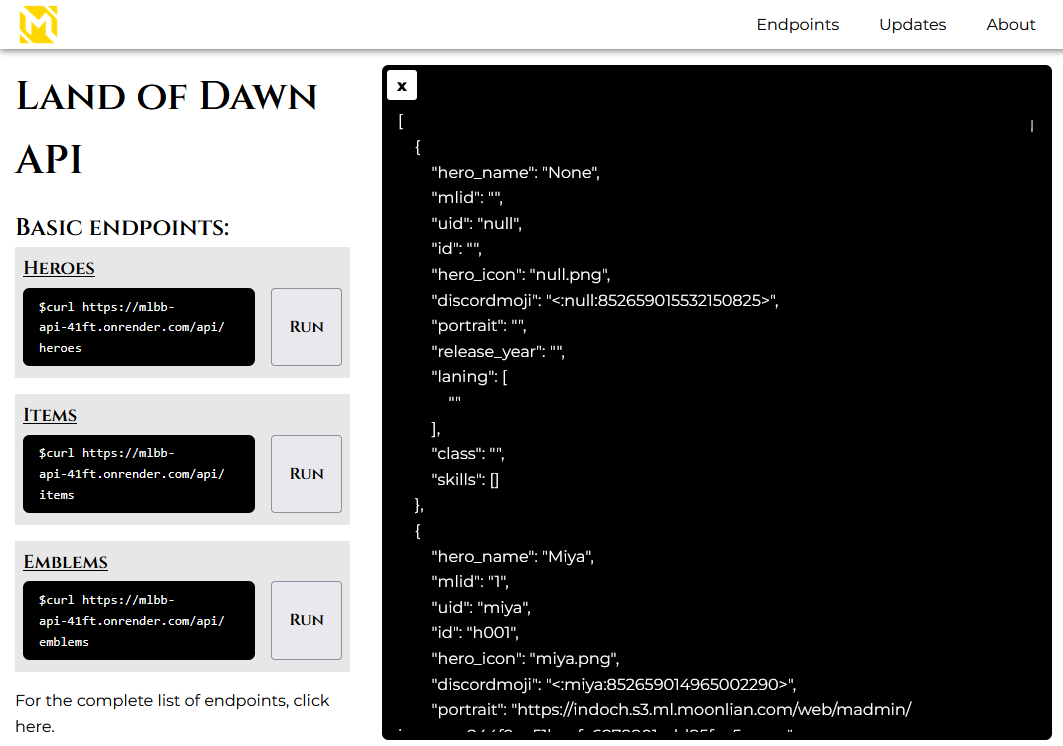 Endpoints Updates About
Land of Dawn
API
Basic endpoints:
Heroes
$curl https://mlbb-
api-41ft.onrender.com/api/
heroes
Run
Items
$curl https://mlbb-
api-41ft.onrender.com/api/
items
Run
Emblems
$curl https://mlbb-
api-41ft.onrender.com/api/
emblems
Run
For the complete list of endpoints, click
here.
x
[
{
"hero_name": "None",
"mlid": "",
"uid": "null",
"id": "",
"hero_icon": "null.png",
"discordmoji": "<:null:852659015532150825>",
"portrait": "",
"release_year": "",
"laning": [
""
],
"class": "",
"skills": []
},
{
"hero_name": "Miya",
"mlid": "1",
"uid": "miya",
"id": "h001",
"hero_icon": "miya.png",
"discordmoji": "<:miya:852659014965002290>",
"portrait": "https://indoch.s3.ml.moonlian.com/web/madmin/